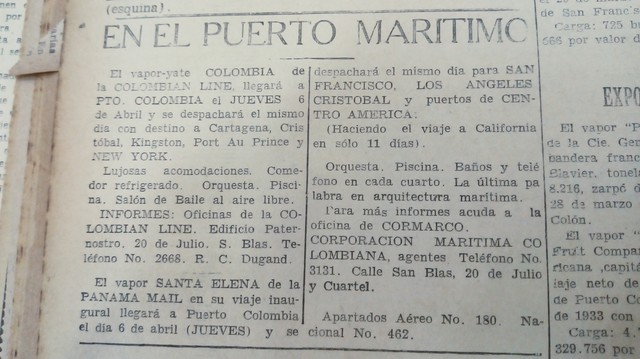 (esquina).
EN EL PUERTO MARITIMO
El vapor-yate COLOMBIA de
la COLOMBIAN LINE, llegará a
PTO. COLOMBIA el JUEVES 6
de Abril y se despachará el mismo
día con destino a Cartagena, Cris
tóbal, Kingston, Port Au Prince y
NEW YORK.
Lujosas acomodaciones. Come
dor refrigerado. Orquesta. Pisci
na. Salón de Baile al aire libre.
INFORMES: Oficinas de la CO
LOMBIAN LINE. Edificio Pater-
nostro. 20 de Julio. S. Blas. Te-
léfono No. 2668. R. C. Dugand.
El vapor SANTA ELENA de la
PANAMA MAIL en su viaje inau-
gural llegará a Puerto Colombia
el día 6 de abril (JUEVES) y se
despachará el mismo día para SAN
FRANCISCO, LOS ANGELES
CRISTOBAL y puertos de CEN-
TRO AMERICA:
(Haciendo el viaje a California
en sólo 11 días).
Orquesta. Piscina. Baños y telé
fono en cada cuarto. La última pa
labra en arquitectura marítima.
Para más informes acuda a la
oficina de CORMARCO.
CORPORACION MARITIMA CO
LOMBIANA, agentes. Teléfono No.
3131. Calle San Blas, 20 de Julio
y Cuartel.
Apartados Aéreo No. 180. Na-
cional No. 462.
de San Franc
Carga: 725 b
666 por valor d
EXPO
El vapor "P
de la Cie. Gen
bandera franc
Blavier, tonel
8.216, zarpó d
28 de marzo
Colón.
El vapor "
Fruit Compa
ricana, capit
iaje neto de
de Puerto C
de 1933 con
Carga: 4.
329.756 por